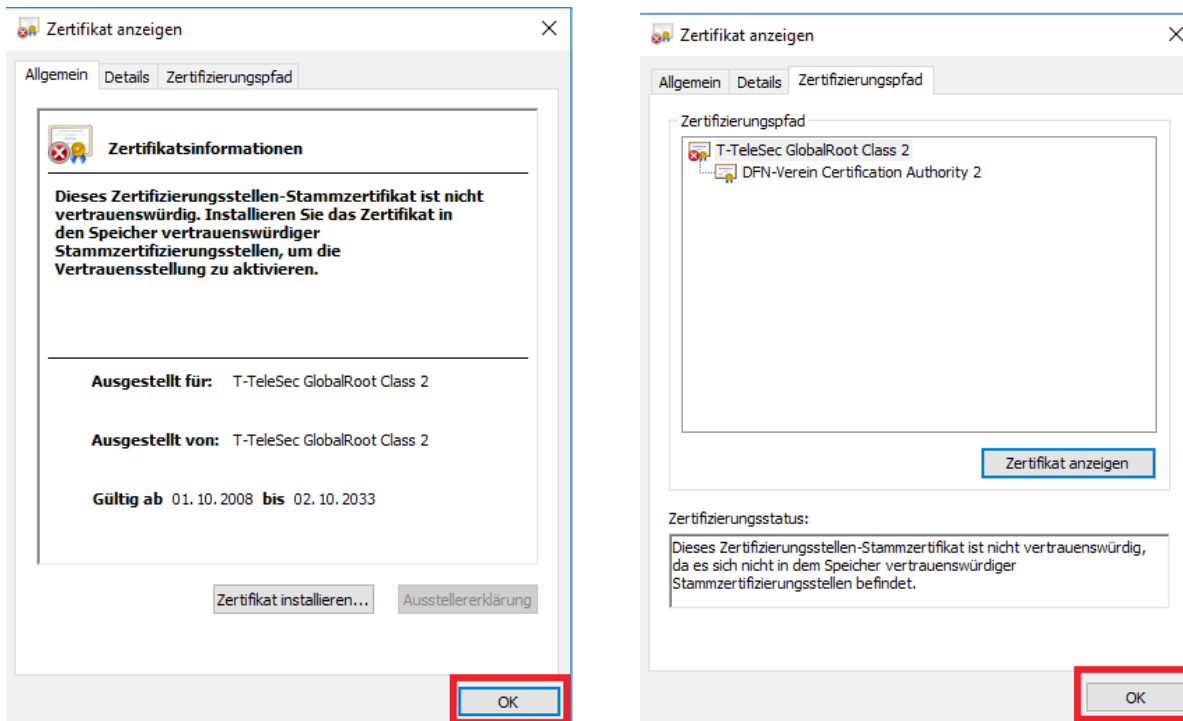 Zertifikat anzeigen
Allgemein Details Zertifizierungspfad
Zertifikatsinformationen
Dieses Zertifizierungsstellen-Stammzertifikat ist nicht
vertrauenswürdig. Installieren Sie das Zertifikat in
den Speicher vertrauenswürdiger
Stammzertifizierungsstellen, um die
Vertrauensstellung zu aktivieren.
Ausgestellt für: T-TeleSec GlobalRoot Class 2
Ausgestellt von: T-TeleSec GlobalRoot Class 2
Gültig ab 01.10.2008 bis 02.10.2033
Zertifikat installieren... Ausstellererklärung
OK
Zertifikat anzeigen
Allgemein Details Zertifizierungspfad
Zertifizierungspfad
T-TeleSec GlobalRoot Class 2
DFN-Verein Certification Authority 2
Zertifikat anzeigen
Zertifizierungsstatus:
Dieses Zertifizierungsstellen-Stammzertifikat ist nicht vertrauenswürdig,
da es sich nicht in dem Speicher vertrauenswürdiger
Stammzertifizierungsstellen befindet.
OK